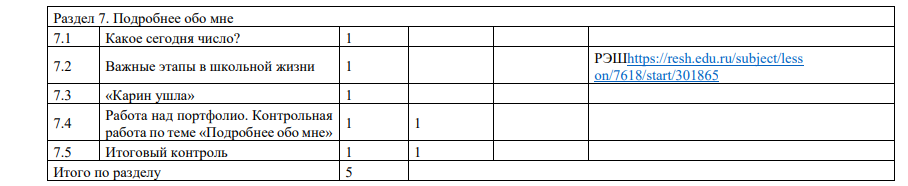 Раздел 7. Подробнее обо мне
7.1 Какое сегодня число? 1
7.2 Важные этапы в школьной жизни 1 РЭШhttps://resh.edu.ru/subject/less
on/7618/start/301865
7.3 «Карин ушла» 1
7.4 Работа над портфолио. Контрольная работа по теме «Подробнее обо мне» 1 1
7.5 Итоговый контроль 1 1
Итого по разделу 5